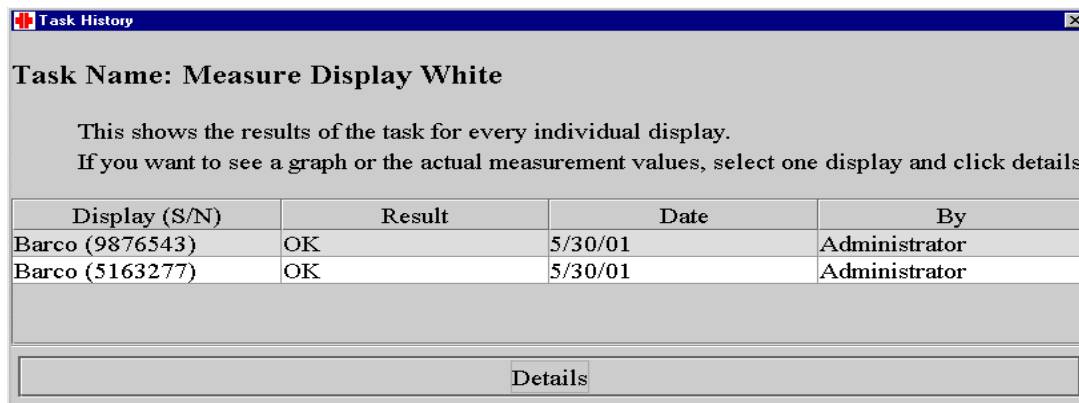 Task History
Task Name: Measure Display White
This shows the results of the task for every individual display.
If you want to see a graph or the actual measurement values, select one display and click details
Display (S/N) Result Date By
Barco (9876543) OK 5/30/01 Administrator
Barco (5163277) OK 5/30/01 Administrator
Details